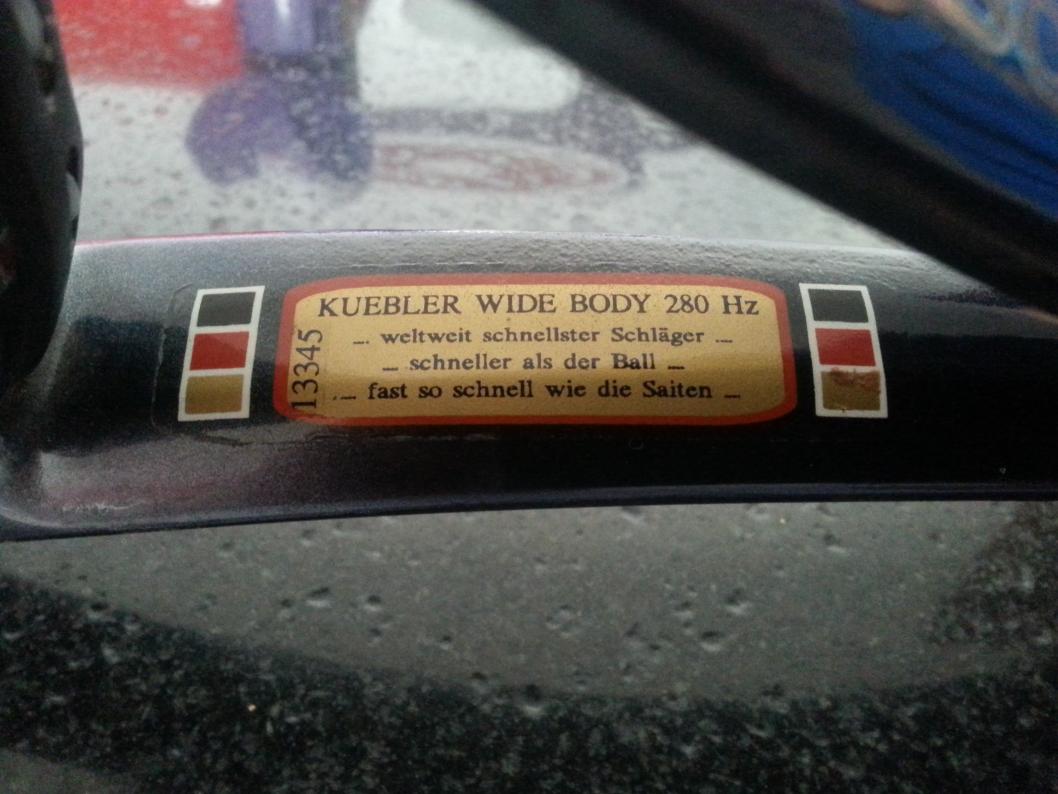 KUEBLER WIDE BODY 280 Hz
... weltweit schnellster Schläger ...
... schneller als der Ball ...
... fast so schnell wie die Saiten ...
13345